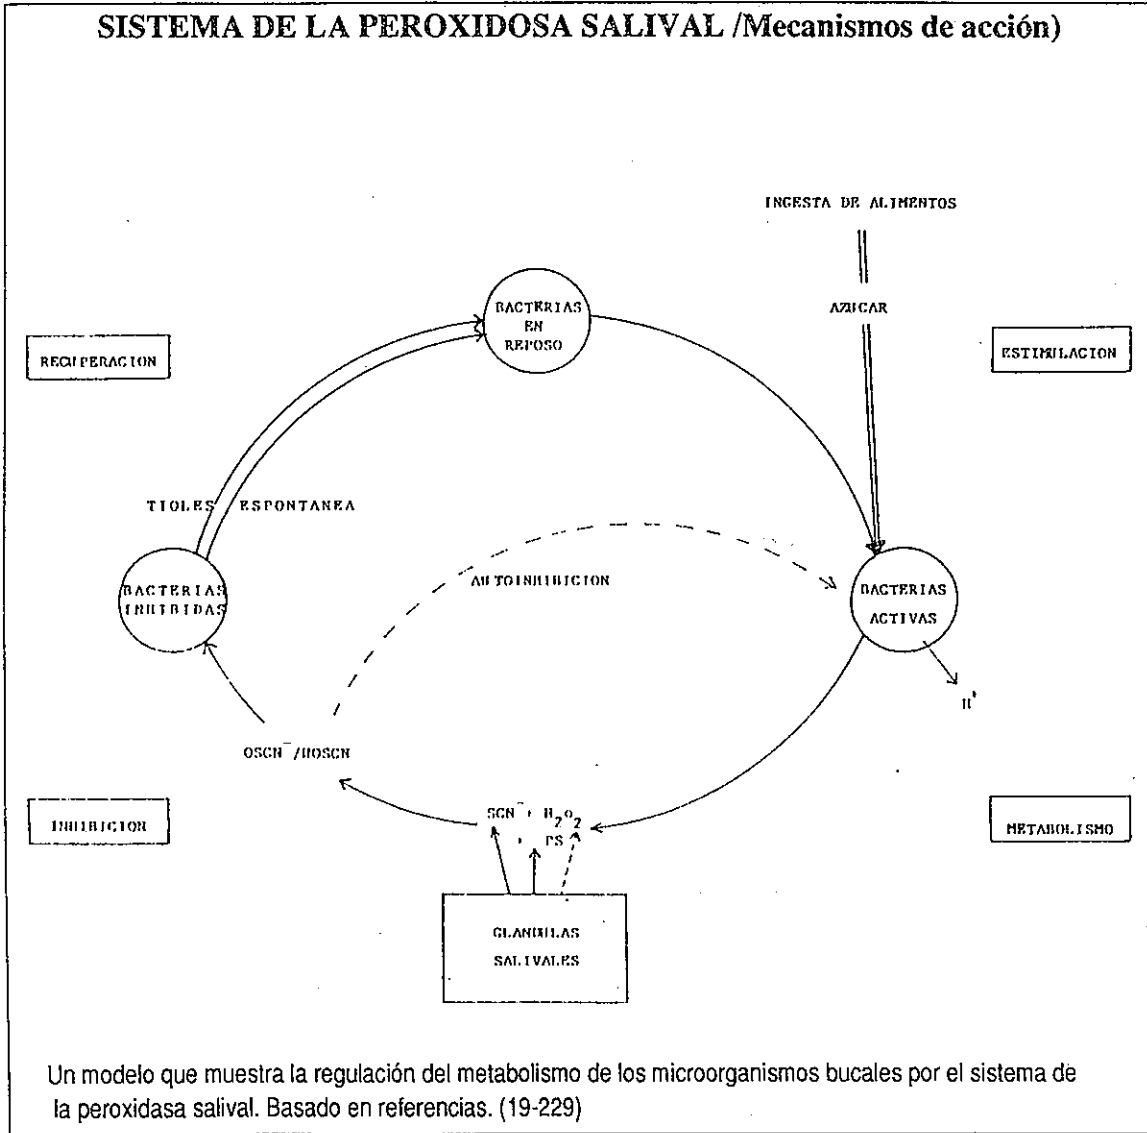 SISTEMA DE LA PEROXIDOSA SALIVAL /Mecanismos de acción)
INGESTA DE ALIMENTOS
AZUCAR
BACTERIAS
EN
REPOSO
RECUPERACION
ESTIMULACION
TIOLES
ESPONTANEA
AUTOINHIBICION
BACTERIAS
INHIBIDAS
BACTERIAS
ACTIVAS
H⁺
OSCN⁻/HOSCN
INHIBICION
SCN⁻+ H₂O₂
+ PS
METABOLISMO
GLANDULAS
SALIVALES
Un modelo que muestra la regulación del metabolismo de los microorganismos bucales por el sistema de
la peroxidasa salival. Basado en referencias. (19-229)